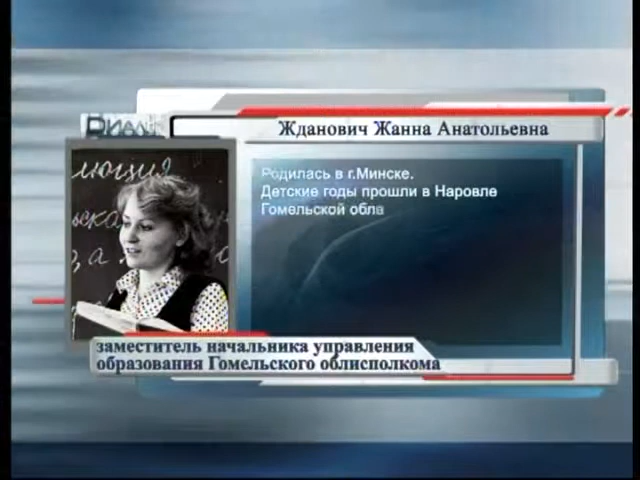 Жданович Жанна Анатольевна
Родилась в г.Минске.
Детские годы прошли в Наровле
Гомельской обла
заместитель начальника управления
образования Гомельского облисполкома